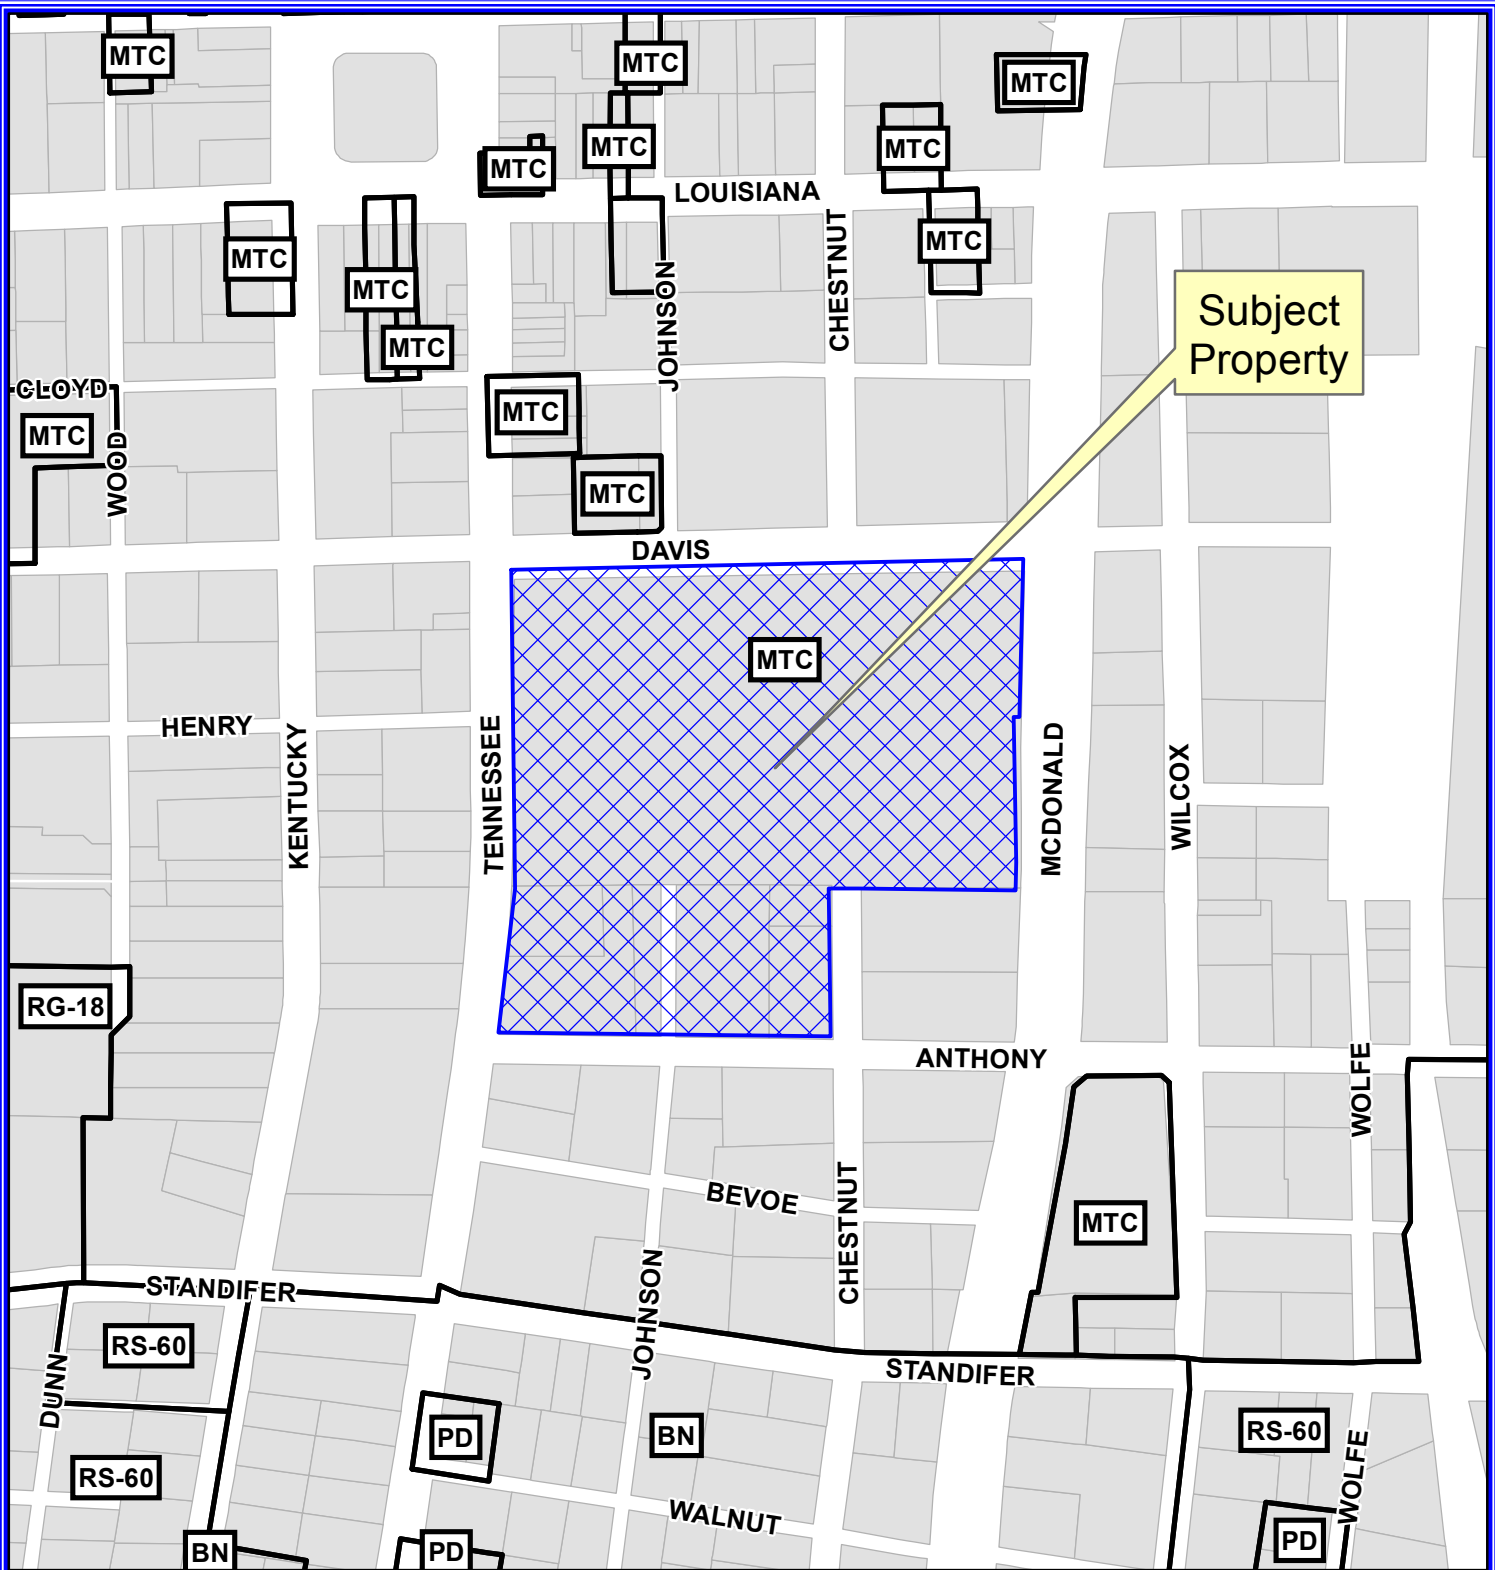 MTC
MTC
MTC
MTC
MTC
MTC
LOUISIANA
MTC
MTC
CHESTNUT
MTC
JOHNSON
Subject
Property
MTC
CLOYD
MTC
MTC
WOOD
MTC
DAVIS
MTC
HENRY
KENTUCKY
TENNESSEE
MCDONALD
WILCOX
RG-18
ANTHONY
WOLFE
BEVOE
CHESTNUT
MTC
STANDIFER
JOHNSON
RS-60
STANDIFER
DUNN
PD
BN
RS-60
RS-60
WOLFE
WALNUT
BN
PD
PD